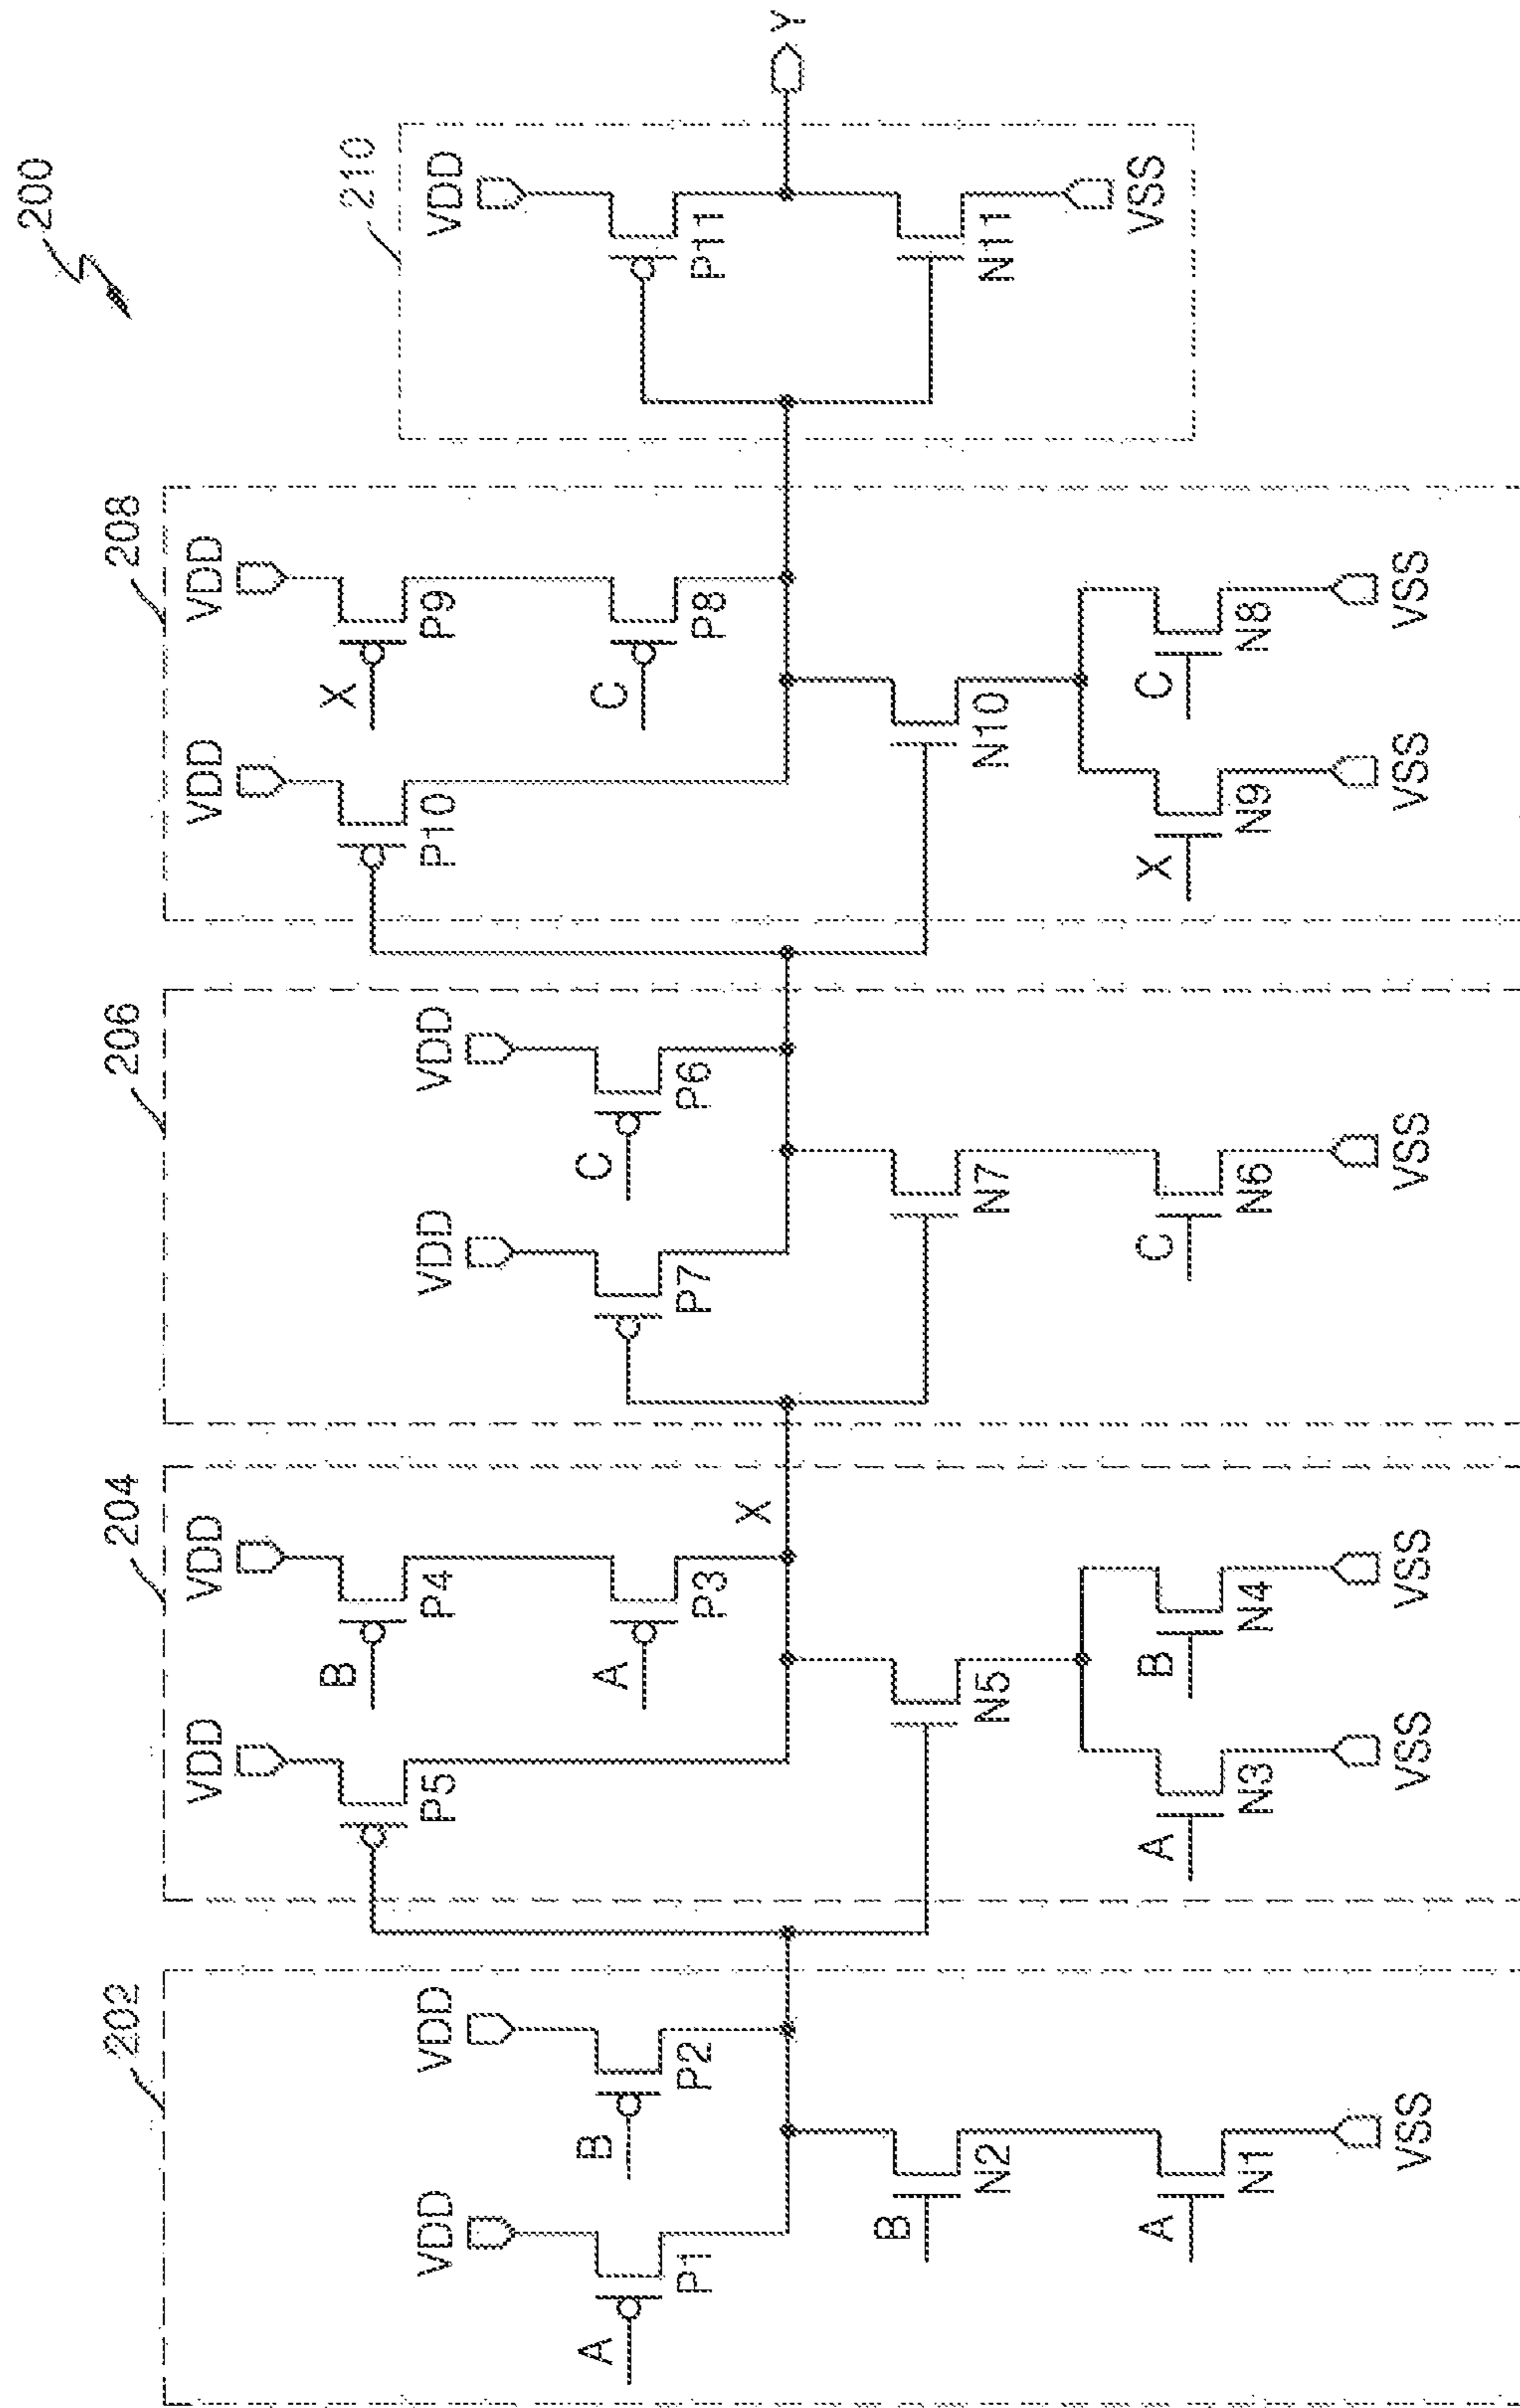 200
202
VDD
VDD
A
P1
B
P2
B
N2
A
N1
VSS
204
VDD
VDD
P5
B
P4
A
P3
X
N5
A
N3
B
N4
VSS
VSS
206
VDD
VDD
P7
C
P6
N7
C
N6
VSS
208
VDD
VDD
P10
X
P9
C
P8
N10
X
N9
C
N8
VSS
VSS
210
VDD
P11
N11
VSS
Y